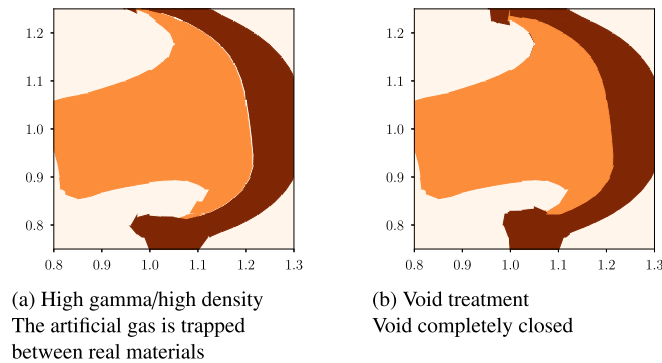 1.2
1.1
1.0
0.9
0.8
0.8 0.9 1.0 1.1 1.2 1.3
(a) High gamma/high density
The artificial gas is trapped
between real materials
1.2
1.1
1.0
0.9
0.8
0.8 0.9 1.0 1.1 1.2 1.3
(b) Void treatment
Void completely closed